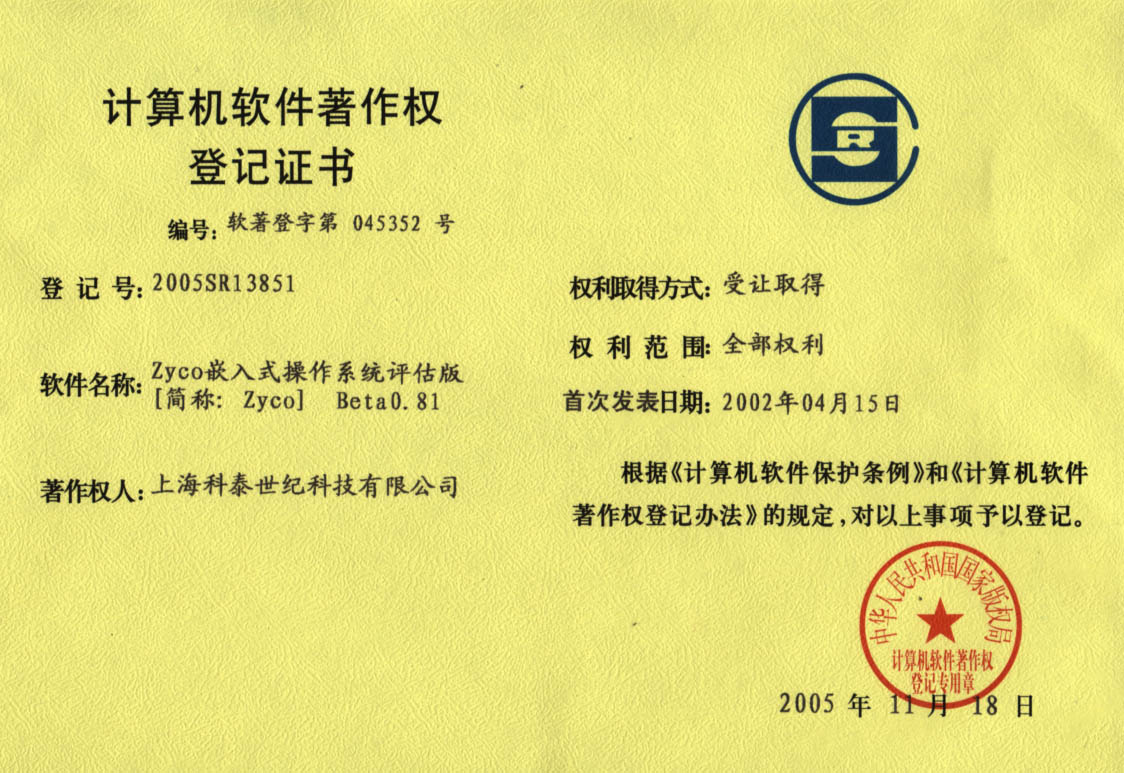 计算机软件著作权
登记证书
编号: 软著登字第 045352 号
登 记 号: 2005SR13851
软件名称: Zyco嵌入式操作系统评估版
[简称: Zyco] Beta0.81
著作权人: 上海科泰世纪科技有限公司
SR
权利取得方式: 受让取得
权 利 范 围: 全部权利
首次发表日期: 2002年04月15日
根据《计算机软件保护条例》和《计算机软件
著作权登记办法》的规定,对以上事项予以登记。
中华人民共和国国家版权局
计算机软件著作权
登记专用章
2005 年 11 月 18 日